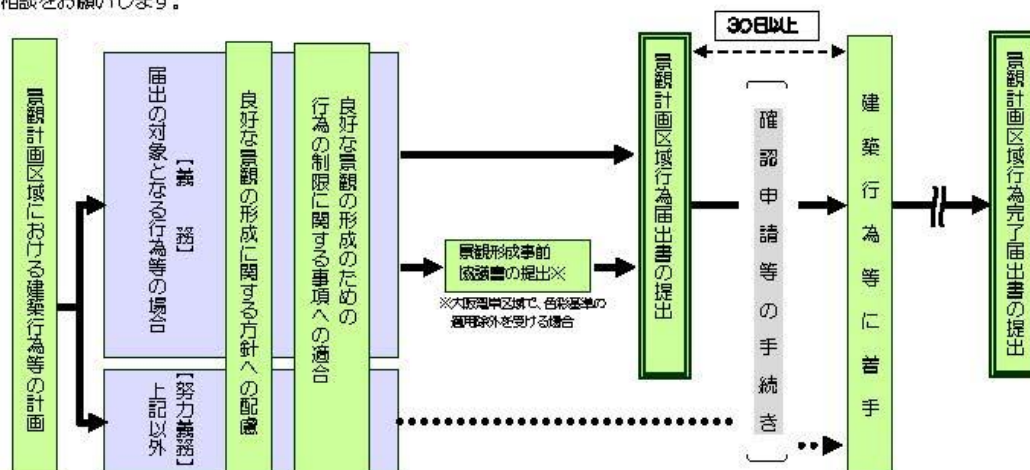 相談をお願いします。
景観計画区域における建築行為等の計画
届出の対象となる行為等の場合
【義務】
上記以外
【努力義務】
良好な景観の形成に関する方針への配慮
良好な景観の形成のための
行為の制限に関する事項への適合
景観形成事前
協議書の提出※
※大阪湾岸区域で、色彩基準の
適用除外を受ける場合
景観計画区域行為届出書の提出
30日以上
確認申請等の手続き
建築行為等に着手
景観計画区域行為完了届出書の提出